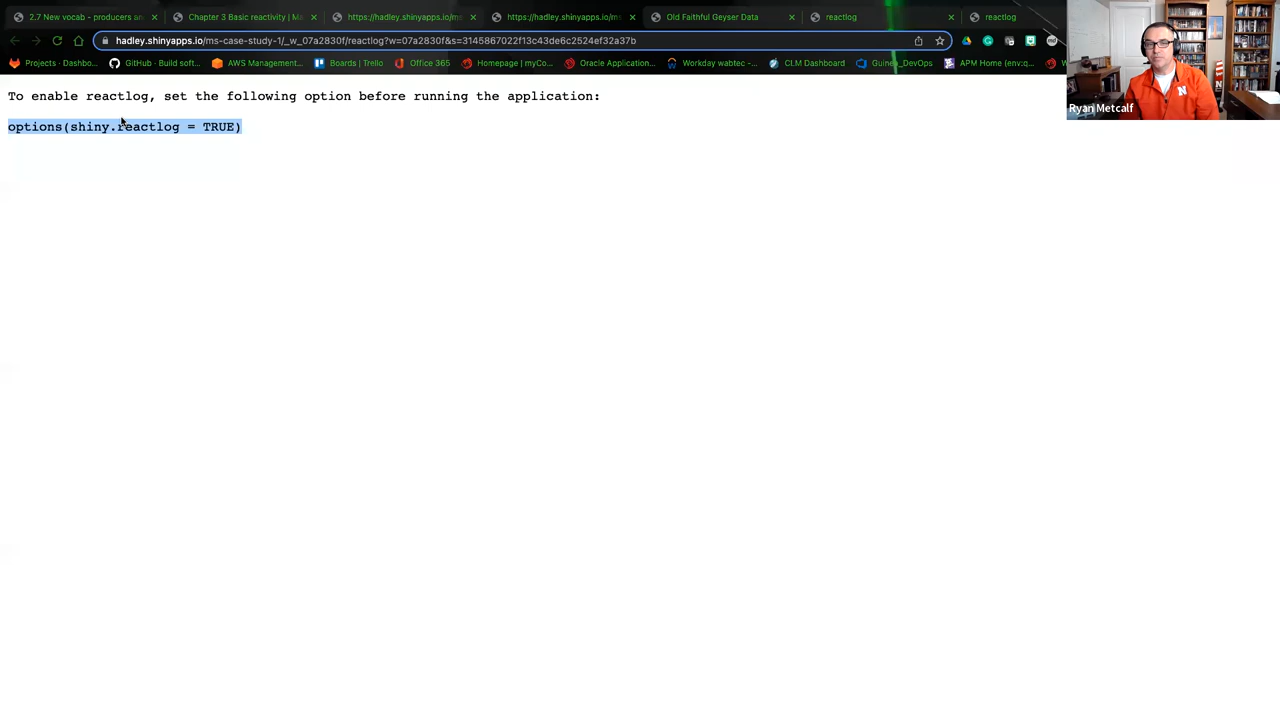 2.7 New vocab - producers an
Chapter 3 Basic reactivity | Ma
https://hadley.shinyapps.io/ms
https://hadley.shinyapps.io/ms
Old Faithful Geyser Data
reactlog
reactlog
hadley.shinyapps.io/ms-case-study-1/_w_07a2830f/reactlog?w=07a2830f&s=3145867022f13c43de6c2524ef32a37b
Projects · Dashbo...
GitHub · Build soft...
AWS Management...
Boards | Trello
Office 365
Homepage | myCo...
Oracle Application...
Workday wabtec -...
CLM Dashboard
Guinea_DevOps
APM Home (env:q...
To enable reactlog, set the following option before running the application:
options(shiny.reactlog = TRUE)
N
Ryan Metcalf